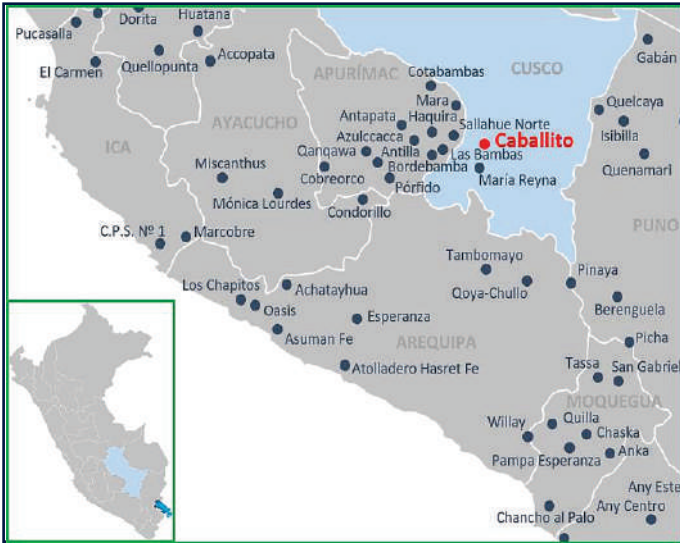 Dorita
Huatana
Pucasalla
Accopata
Gabán
El Carmen
Quellopunta
APURÍMAC
Cotabambas
CUSCO
Mara
Quelcaya
Antapata
Haquira
Sallahue Norte
AYACUCHO
Azulccacca
Caballito
Isibilla
ICA
Qanqawa
Antilla
Las Bambas
Quenamarl
Miscanthus
Cobreorco
Bordebamba
María Reyna
Pórfido
Mónica Lourdes
Condorillo
PUNO
C.P.S. Nº 1
Marcobre
Tambomayo
Pinaya
Los Chapitos
Achatayhua
Qoya-Chullo
Oasis
Esperanza
Berenguela
Asuman Fe
AREQUIPA
Picha
Atolladero Hasret Fe
Tassa
San Gabriel
MOQUEGUA
Willay
Quilla
Chaska
Pampa Esperanza
Anka
Any Este
Chancho al Palo
Any Centro